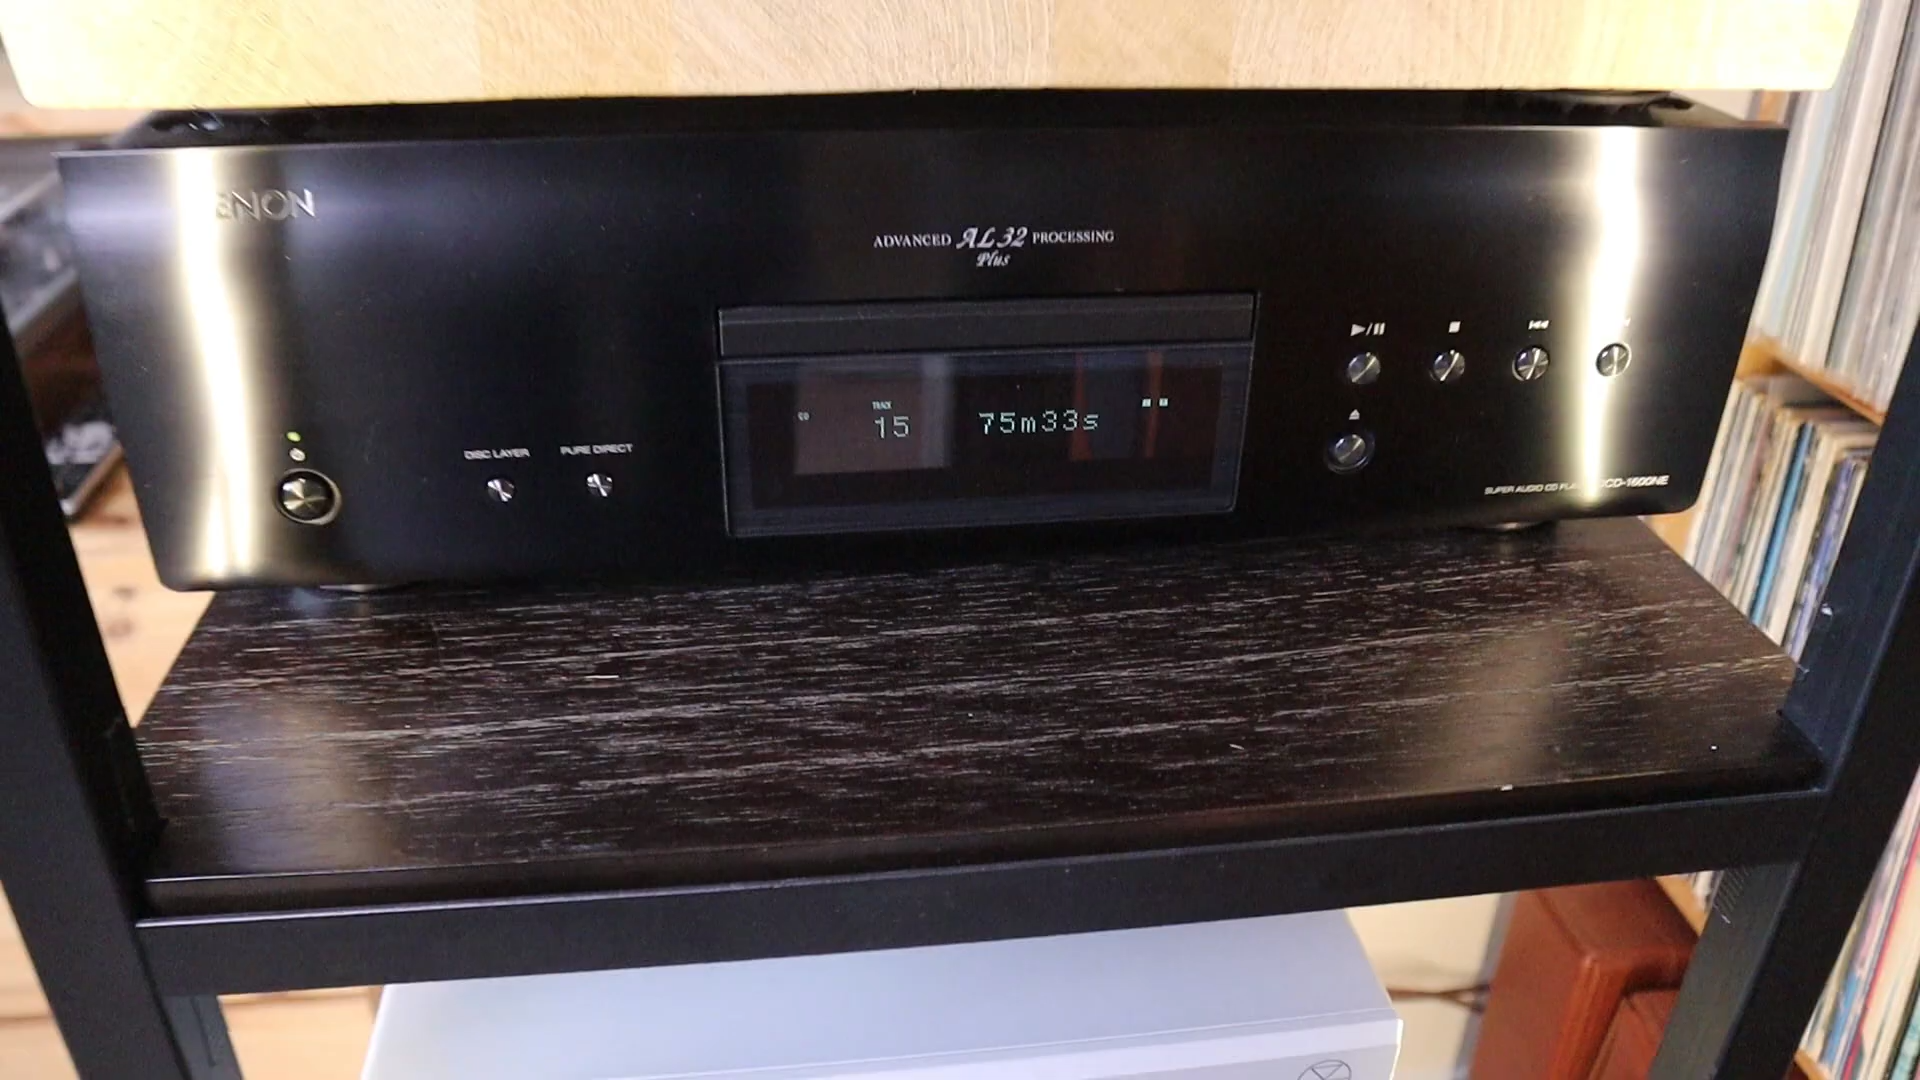 ENON
ADVANCED AL32 PROCESSING
Plus
CD
TRACK
15 75m33s
DISC LAYER PURE DIRECT
SUPER AUDIO CD CD-1600NE